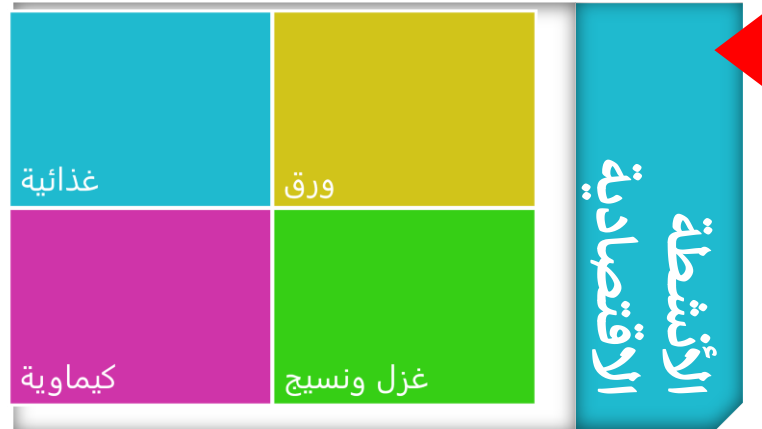 الأنشطة
الاقتصادية
ورق
غذائية
غزل ونسيج
كيماوية